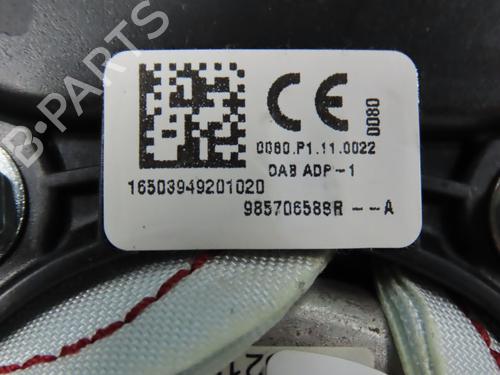 B-PARTS
CE
0080
0080.P1.11.0022
DAB ADP-1
16503949201020
985706588R --A